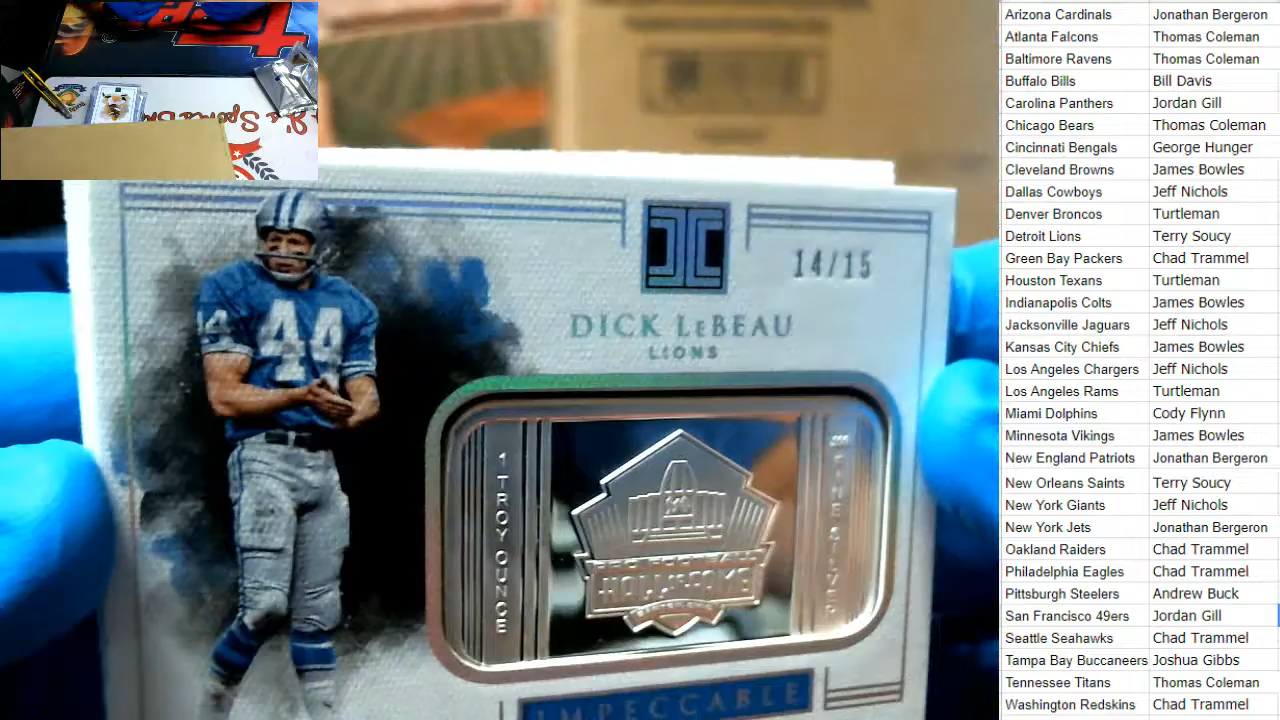 14/15
DICK LEBEAU
LIONS
44
1 TROY OUNCE
PRO FOOTBALL
HALL OF FAME
IMPECCABLE
Arizona Cardinals Jonathan Bergeron
Atlanta Falcons Thomas Coleman
Baltimore Ravens Thomas Coleman
Buffalo Bills Bill Davis
Carolina Panthers Jordan Gill
Chicago Bears Thomas Coleman
Cincinnati Bengals George Hunger
Cleveland Browns James Bowles
Dallas Cowboys Jeff Nichols
Denver Broncos Turtleman
Detroit Lions Terry Soucy
Green Bay Packers Chad Trammel
Houston Texans Turtleman
Indianapolis Colts James Bowles
Jacksonville Jaguars Jeff Nichols
Kansas City Chiefs James Bowles
Los Angeles Chargers Jeff Nichols
Los Angeles Rams Turtleman
Miami Dolphins Cody Flynn
Minnesota Vikings James Bowles
New England Patriots Jonathan Bergeron
New Orleans Saints Terry Soucy
New York Giants Jeff Nichols
New York Jets Jonathan Bergeron
Oakland Raiders Chad Trammel
Philadelphia Eagles Chad Trammel
Pittsburgh Steelers Andrew Buck
San Francisco 49ers Jordan Gill
Seattle Seahawks Chad Trammel
Tampa Bay Buccaneers Joshua Gibbs
Tennessee Titans Thomas Coleman
Washington Redskins Chad Trammel